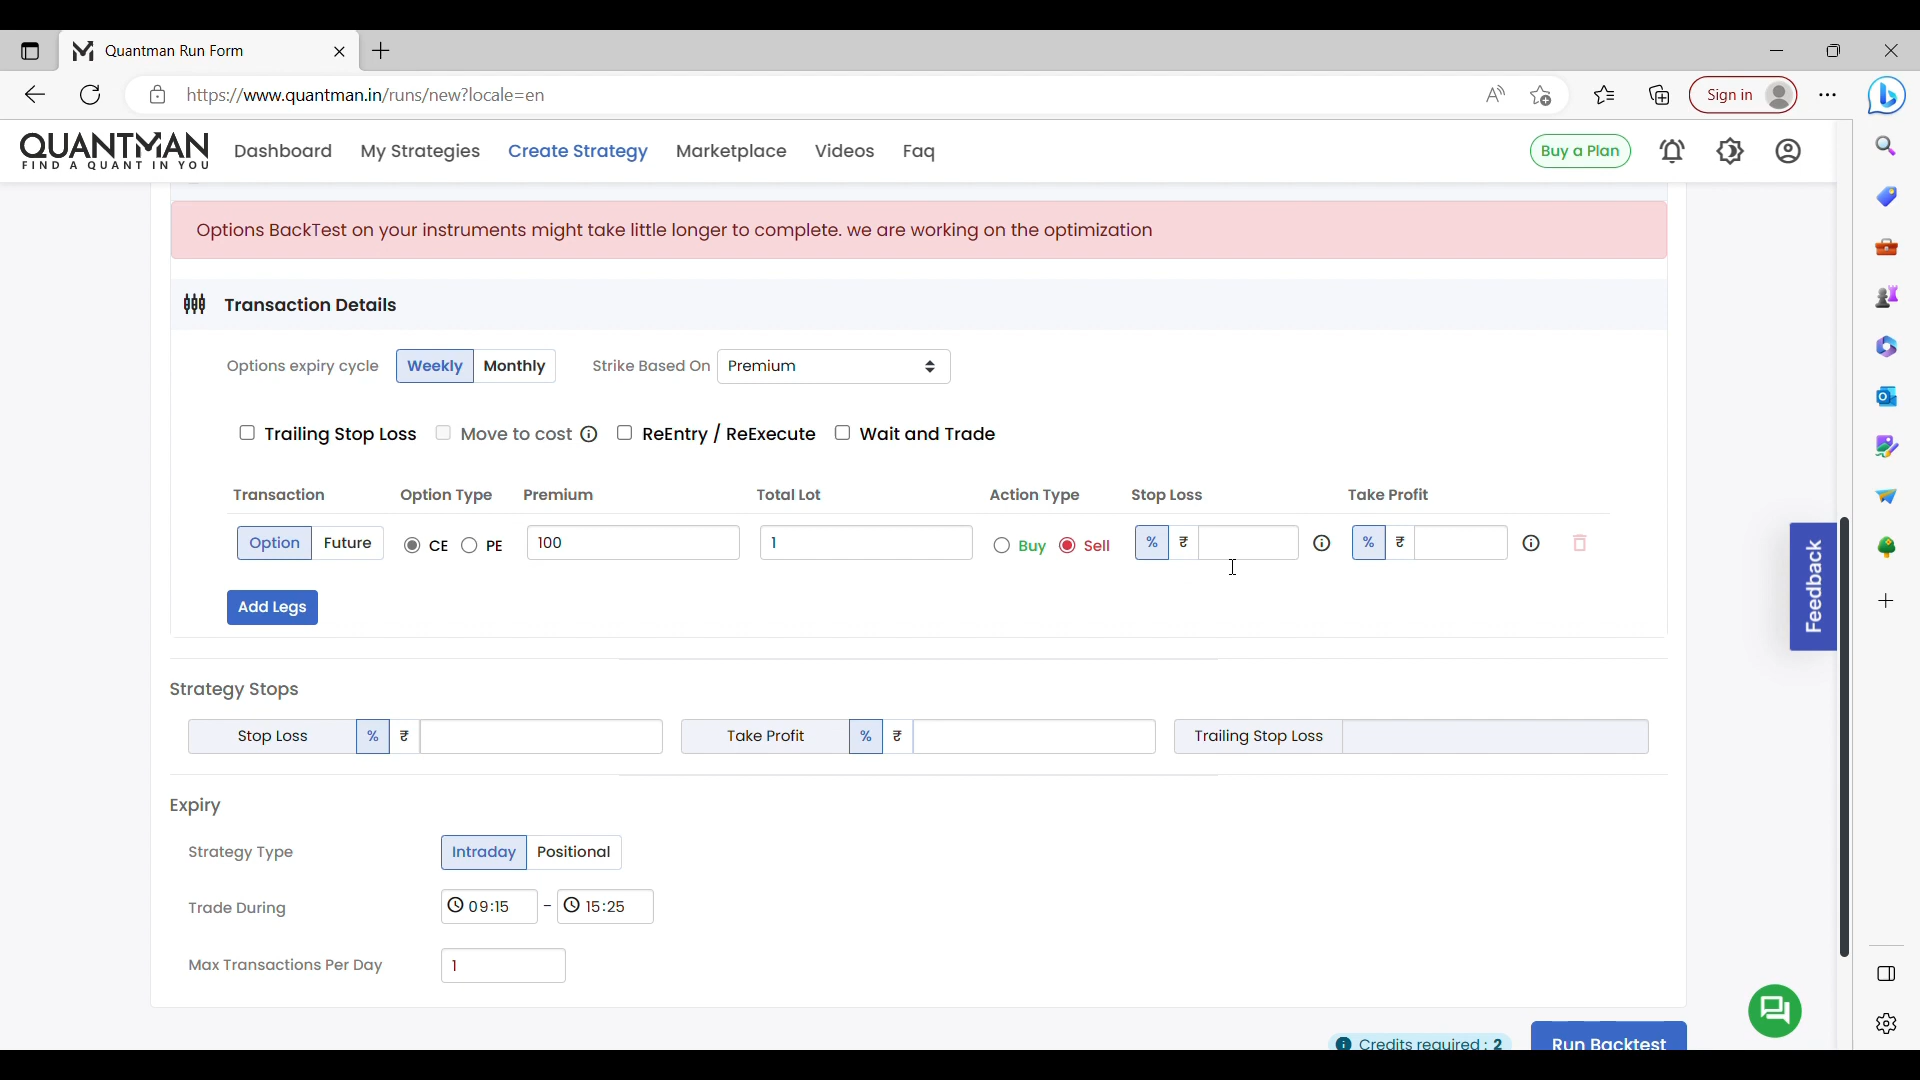 Quantman Run Form
https://www.quantman.in/runs/new?locale=en
Sign in
QUANTMAN
FIND A QUANT IN YOU
Dashboard My Strategies Create Strategy Marketplace Videos Faq
Buy a Plan
Options BackTest on your instruments might take little longer to complete. we are working on the optimization
Transaction Details
Options expiry cycle Weekly Monthly Strike Based On Premium
Trailing Stop Loss Move to cost ReEntry / ReExecute Wait and Trade
Transaction Option Type Premium Total Lot Action Type Stop Loss Take Profit
Option Future CE PE 100 1 Buy Sell % ₹ % ₹
Add Legs
Feedback
Strategy Stops
Stop Loss % ₹ Take Profit % ₹ Trailing Stop Loss
Expiry
Strategy Type Intraday Positional
Trade During 09:15 - 15:25
Max Transactions Per Day 1
Credits required : 2 Run Backtest